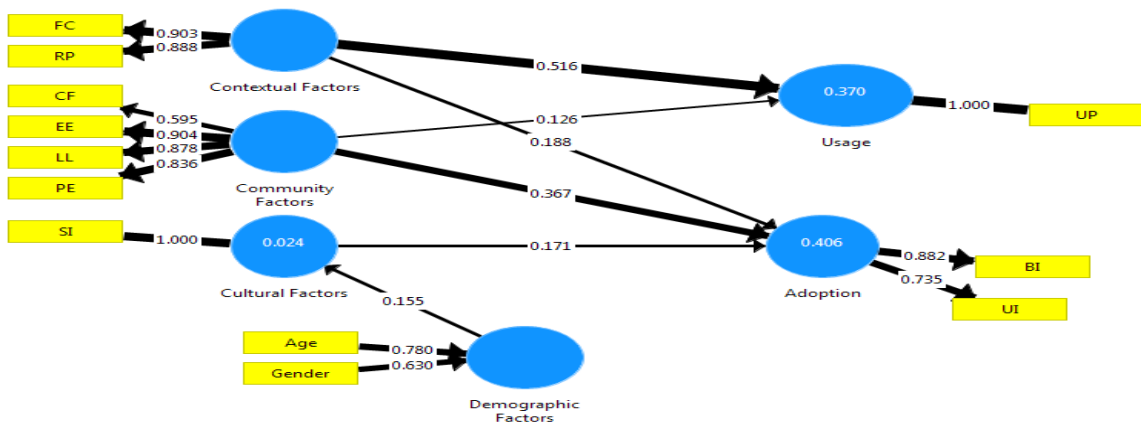 FC
0.903
RP
0.888
Contextual Factors
CF
0.595
EE
0.904
LL
0.878
PE
0.836
Community
Factors
SI
1.000
0.024
Cultural Factors
0.516
0.126
0.188
0.367
0.171
0.155
0.370
Usage
1.000
UP
0.406
Adoption
0.882
BI
0.735
UI
Age
0.780
Gender
0.630
Demographic
Factors